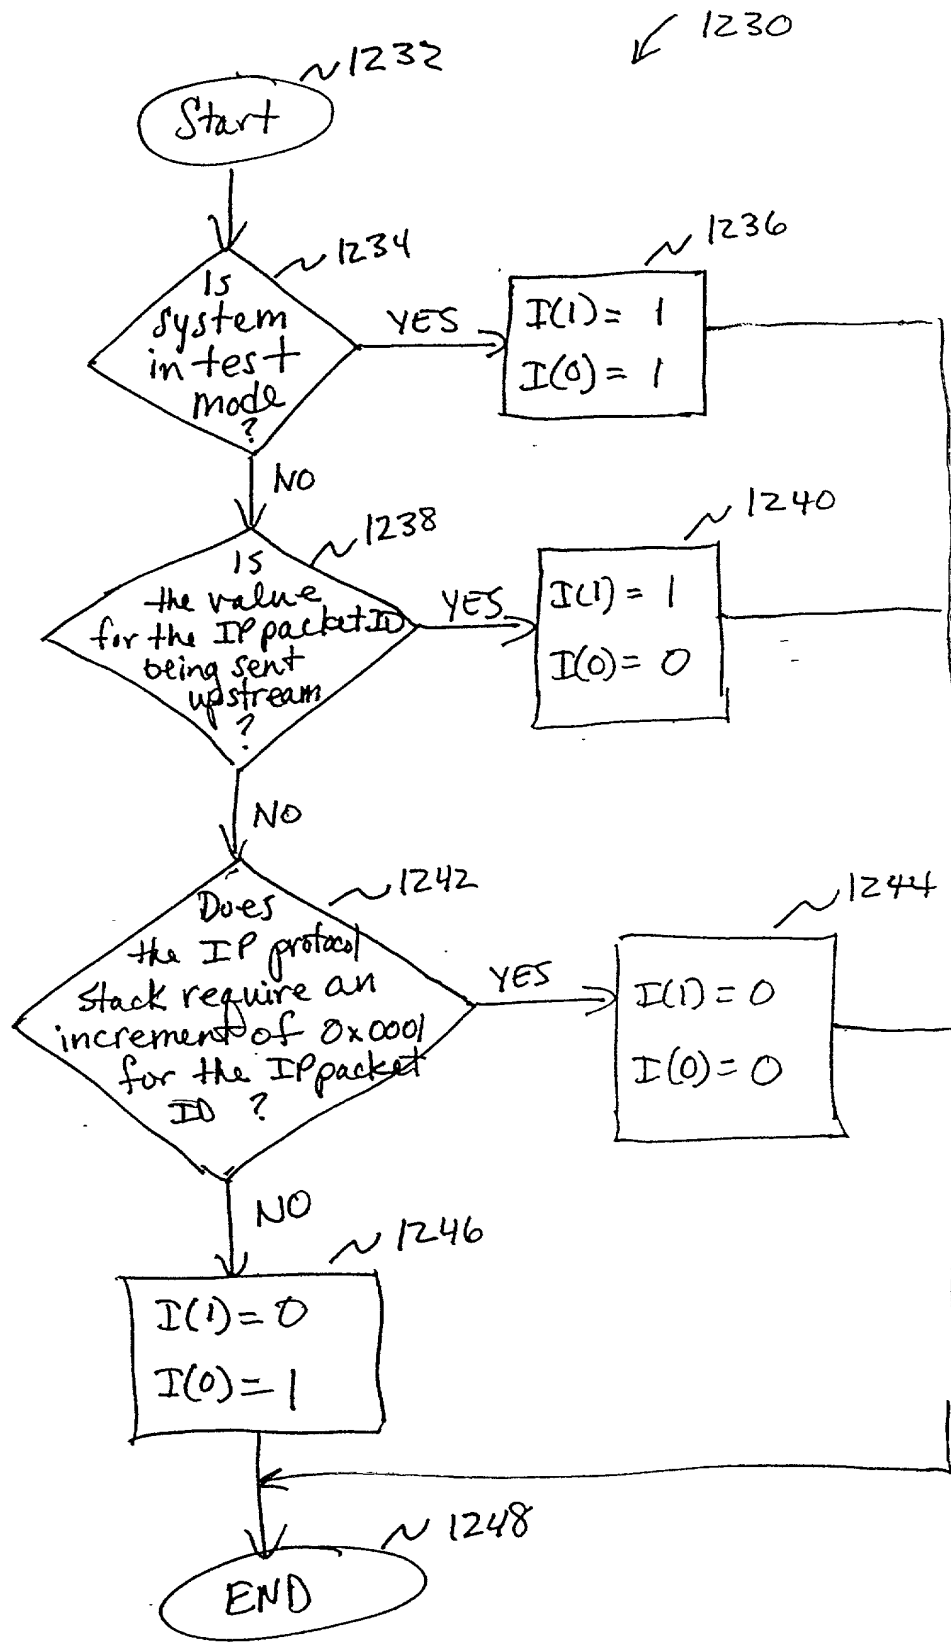 1230
1232
Start
1234
Is
system
in test
mode
?
YES
1236
I(1) = 1
I(0) = 1
NO
1238
Is
the value
for the IP packet ID
being sent
upstream
?
YES
1240
I(1) = 1
I(0) = 0
NO
1242
Does
the IP protocol
stack require an
increment of 0x0001
for the IP packet
ID ?
YES
1244
I(1) = 0
I(0) = 0
NO
1246
I(1) = 0
I(0) = 1
1248
END